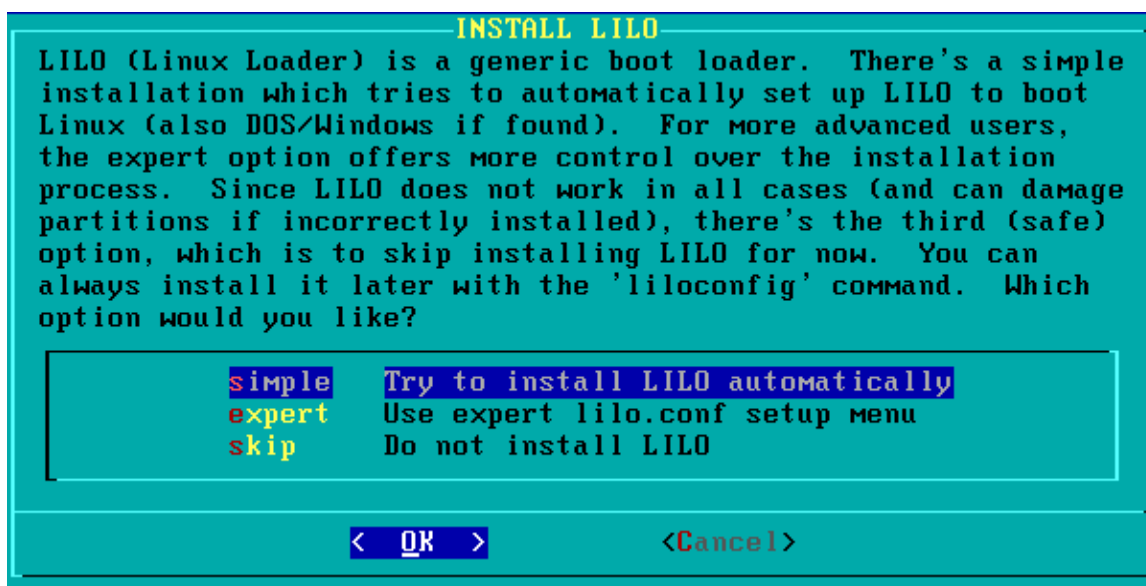 INSTALL LILO
LILO (Linux Loader) is a generic boot loader.  There's a simple
installation which tries to automatically set up LILO to boot
Linux (also DOS/Windows if found).  For more advanced users,
the expert option offers more control over the installation
process.  Since LILO does not work in all cases (and can damage
partitions if incorrectly installed), there's the third (safe)
option, which is to skip installing LILO for now.  You can
always install it later with the 'liloconfig' command.  Which
option would you like?
simple   Try to install LILO automatically
expert   Use expert lilo.conf setup menu
skip     Do not install LILO
<  OK  >          <Cancel>